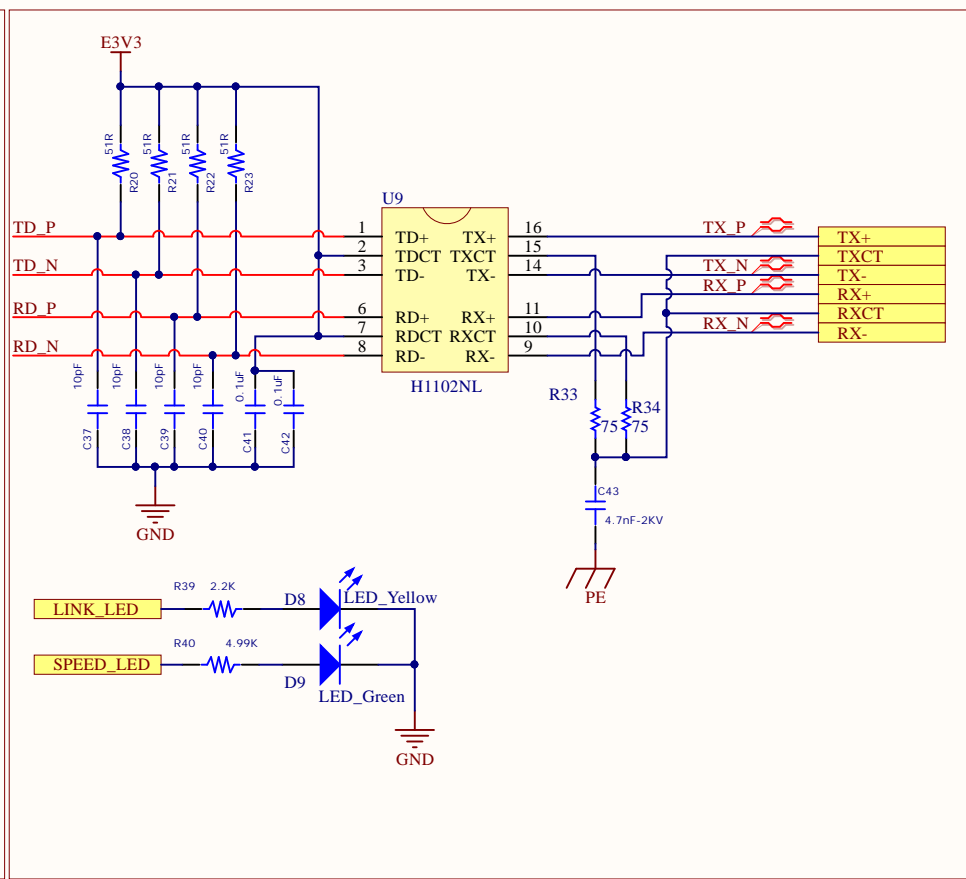 E3V3
51R
51R
51R
51R
R20
R21
R22
R23
U9
TD_P
TD_N
RD_P
RD_N
1
2
3
6
7
8
TD+
TDCT
TD-
RD+
RDCT
RD-
TX+
TXCT
TX-
RX+
RXCT
RX-
16
15
14
11
10
9
H1102NL
TX_P
TX_N
RX_P
RX_N
TX+
TXCT
TX-
RX+
RXCT
RX-
10pF
10pF
10pF
10pF
0.1uF
0.1uF
C37
C38
C39
C40
C41
C42
GND
R33
75
R34
75
C43
4.7nF-2KV
PE
LINK_LED
R39
2.2K
D8
LED_Yellow
SPEED_LED
R40
4.99K
D9
LED_Green
GND